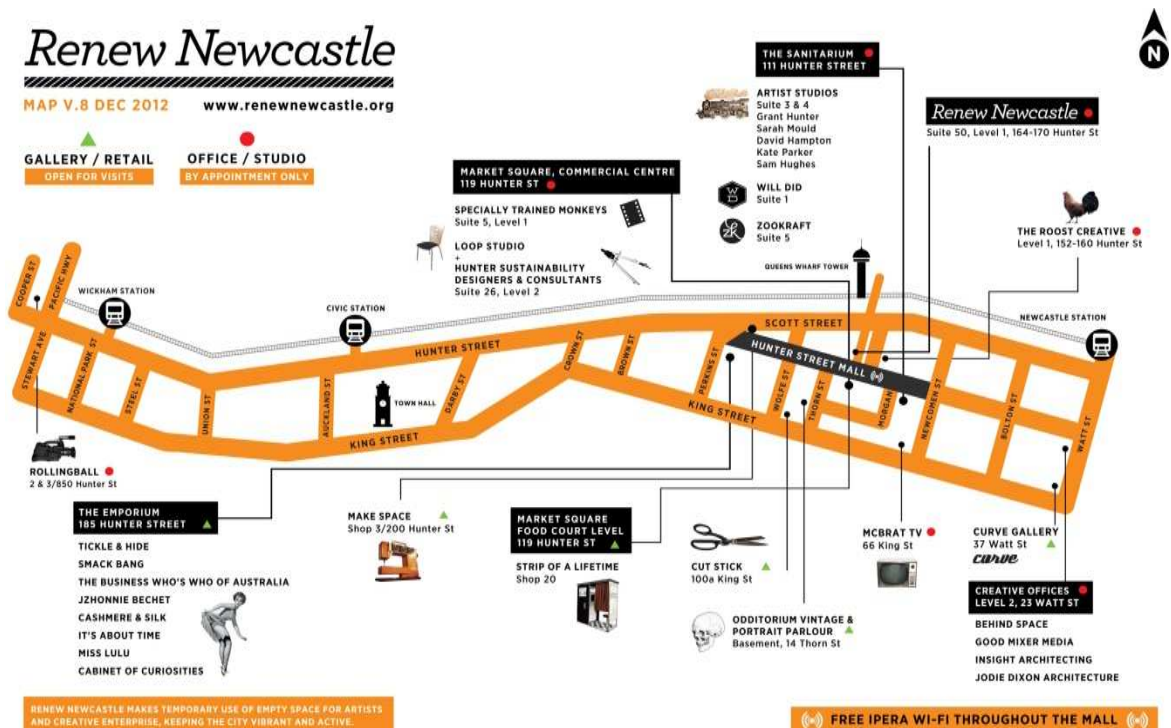 Renew Newcastle
MAP V.8 DEC 2012
www.renewnewcastle.org
GALLERY / RETAIL
OPEN FOR VISITS
OFFICE / STUDIO
BY APPOINTMENT ONLY
N
THE SANITARIUM
111 HUNTER STREET
ARTIST STUDIOS
Suite 3 & 4
Grant Hunter
Sarah Mould
David Hampton
Kate Parker
Sam Hughes
WD
WILL DID
Suite 1
ZK
ZOOKRAFT
Suite 5
Renew Newcastle
Suite 50, Level 1, 164-170 Hunter St
MARKET SQUARE, COMMERCIAL CENTRE
119 HUNTER ST
SPECIALLY TRAINED MONKEYS
Suite 5, Level 1
LOOP STUDIO
+
HUNTER SUSTAINABILITY
DESIGNERS & CONSULTANTS
Suite 26, Level 2
THE ROOST CREATIVE
Level 1, 152-160 Hunter St
QUEENS WHARF TOWER
COOPER ST
PACIFIC HWY
WICKHAM STATION
CIVIC STATION
NEWCASTLE STATION
SCOTT STREET
HUNTER STREET
HUNTER STREET MALL
STEWART AVE
NATIONAL PARK ST
STEEL ST
UNION ST
AUCKLAND ST
TOWN HALL
DARBY ST
CROWN ST
BROWN ST
PERKINS ST
WOLFE ST
THORN ST
MORGAN
NEWCOMEN ST
BOLTON ST
WATT ST
KING STREET
KING STREET
ROLLINGBALL
2 & 3/850 Hunter St
THE EMPORIUM
185 HUNTER STREET
TICKLE & HIDE
SMACK BANG
THE BUSINESS WHO'S WHO OF AUSTRALIA
JZHONNIE BECHET
CASHMERE & SILK
IT'S ABOUT TIME
MISS LULU
CABINET OF CURIOSITIES
MAKE SPACE
Shop 3/200 Hunter St
MARKET SQUARE
FOOD COURT LEVEL
119 HUNTER ST
STRIP OF A LIFETIME
Shop 20
CUT STICK
100a King St
ODDITORIUM VINTAGE &
PORTRAIT PARLOUR
Basement, 14 Thorn St
MCBRAT TV
66 King St
CURVE GALLERY
37 Watt St
curve
CREATIVE OFFICES
LEVEL 2, 23 WATT ST
BEHIND SPACE
GOOD MIXER MEDIA
INSIGHT ARCHITECTING
JODIE DIXON ARCHITECTURE
RENEW NEWCASTLE MAKES TEMPORARY USE OF EMPTY SPACE FOR ARTISTS
AND CREATIVE ENTERPRISE, KEEPING THE CITY VIBRANT AND ACTIVE.
FREE IPERA WI-FI THROUGHOUT THE MALL